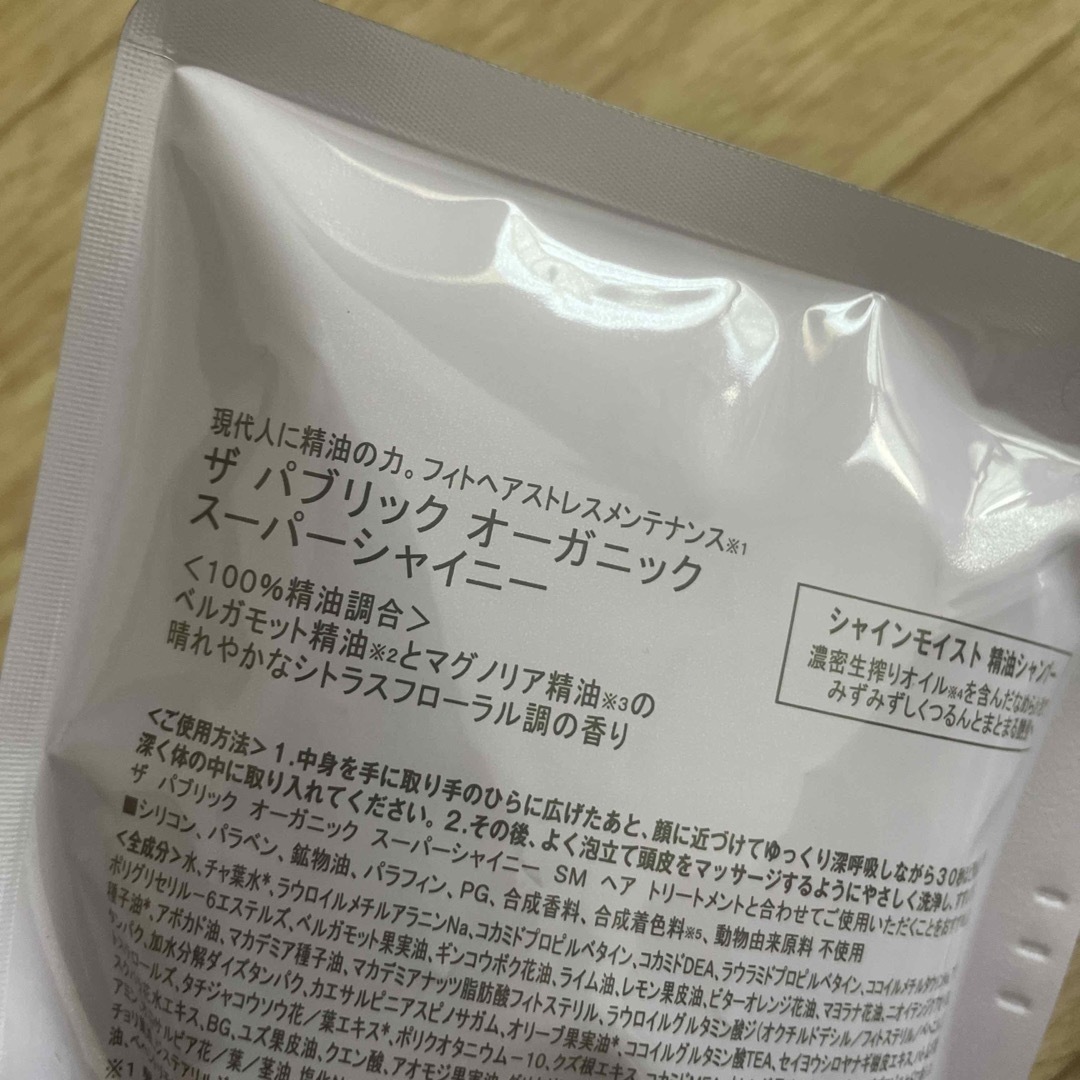 現代人に精油の力。フィトヘアストレスメンテナンス※1
ザ パブリック オーガニック
スーパーシャイニー
<100%精油調合>
ベルガモット精油※2とマグノリア精油※3の
晴れやかなシトラスフローラル調の香り
シャインモイスト 精油シャンプー
濃密生搾りオイル※4を含んだなめらか
みずみずしくつるんとまとまる
<ご使用方法> 1.中身を手に取り手のひらに広げたあと、顔に近づけてゆっくり深呼吸しながら30秒
深く体の中に取り入れてください。2.その後、よく泡立て頭皮をマッサージするようにやさしく洗浄し、
ザ パブリック オーガニック スーパーシャイニー SM ヘア トリートメントと合わせてご使用いただくことを
■シリコン、パラベン、鉱物油、パラフィン、PG、合成香料、合成着色料※5、動物由来原料 不使用
<全成分>水、チャ葉水*、ラウロイルメチルアラニンNa、コカミドプロピルベタイン、コカミドDEA、ラウラミドプロピルベタイン、
ポリグリセリル-6エステルズ、ベルガモット果実油、ギンコウボク花油、ライム油、レモン果皮油、ビターオレンジ花油、マヨラナ花油、
種子油*、アボカド油、マカデミア種子油、マカデミアナッツ脂肪酸フィトステリル、ラウロイルグルタミン酸ジ(オクチルドデシル/フィトステリル/
加水分解ダイズタンパク、カエサルピニアスピノサガム、オリーブ果実油*、ココイルグルタミン酸TEA、セイヨウシロヤナギ樹皮エキス、
タチジャコウソウ花/葉エキス*、ポリクオタニウム-10、クズ根エキス、
花水エキス、BG、ユズ果皮油、クエン酸、アオモジ果実油、
花/葉/茎油、